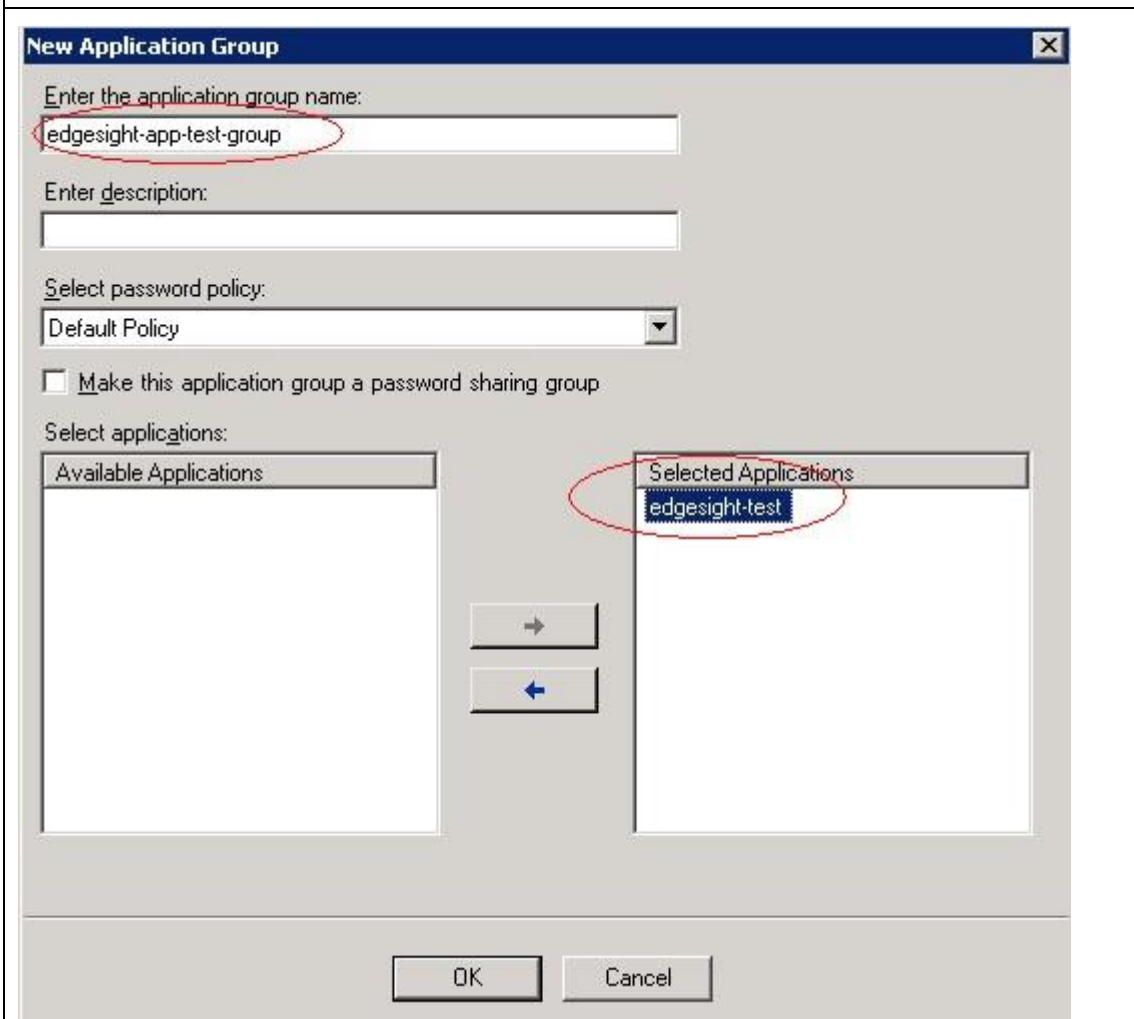 New Application Group
Enter the application group name:
edgesight-app-test-group
Enter description:
Select password policy:
Default Policy
Make this application group a password sharing group
Select applications:
Available Applications
Selected Applications
edgesight-test
OK
Cancel